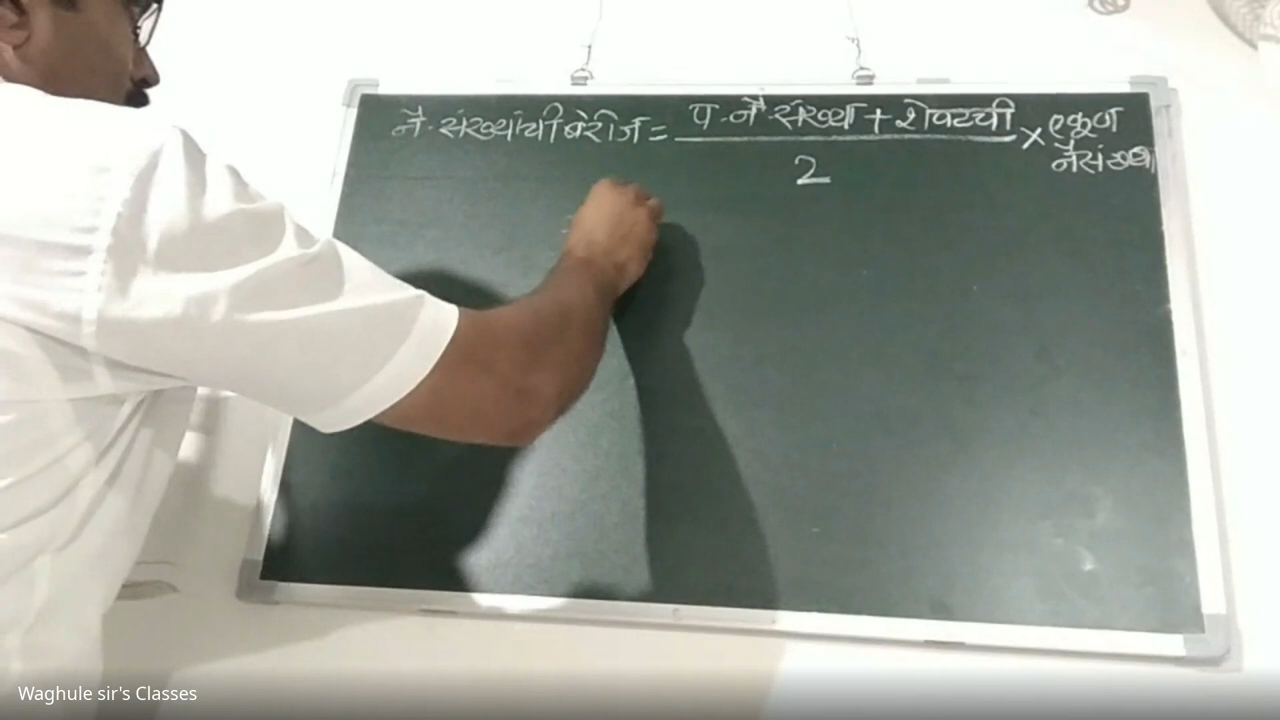 नै. संख्यांची बेरीज = प. नै. संख्या + शेवटची × एकूण
2
नैसंख्या
Waghule sir's Classes